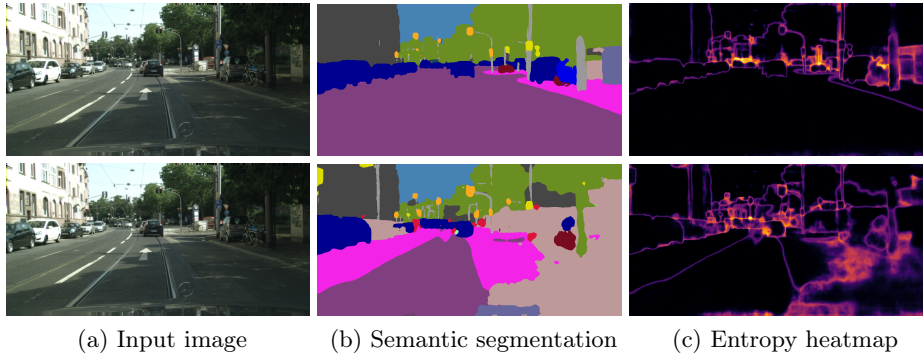 (a) Input image
(b) Semantic segmentation
(c) Entropy heatmap